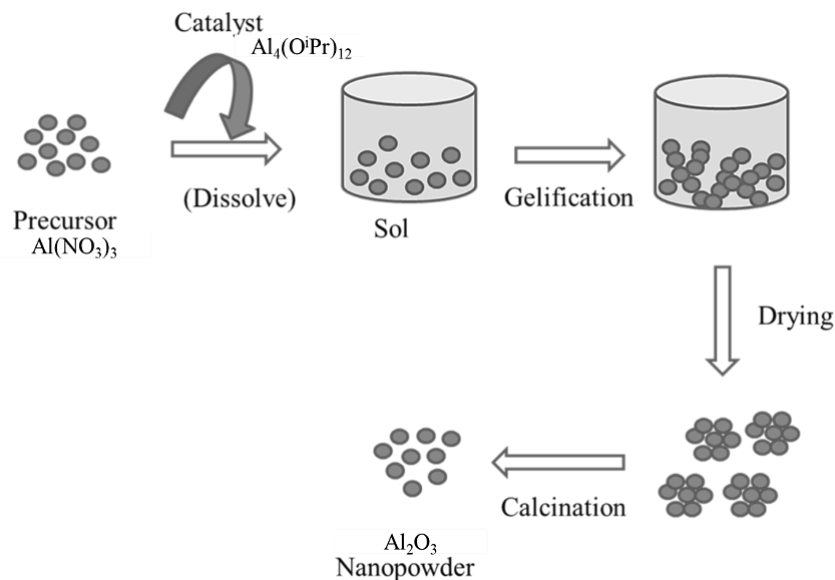 Catalyst
Al₄(OⁱPr)₁₂
(Dissolve)
Precursor
Al(NO₃)₃
Sol
Gelification
Drying
Calcination
Al₂O₃
Nanopowder